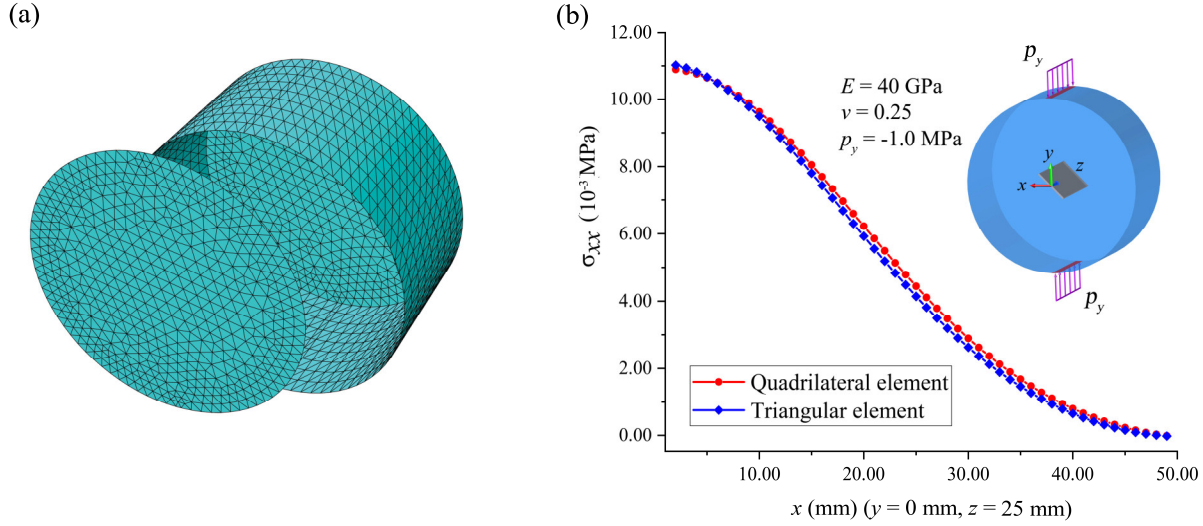 (a)
(b)
12.00
10.00
8.00
6.00
4.00
2.00
0.00
σxx (10⁻³ MPa)
E = 40 GPa
ν = 0.25
py = -1.0 MPa
py
y
z
x
py
Quadrilateral element
Triangular element
10.00 20.00 30.00 40.00 50.00
x (mm) (y = 0 mm, z = 25 mm)